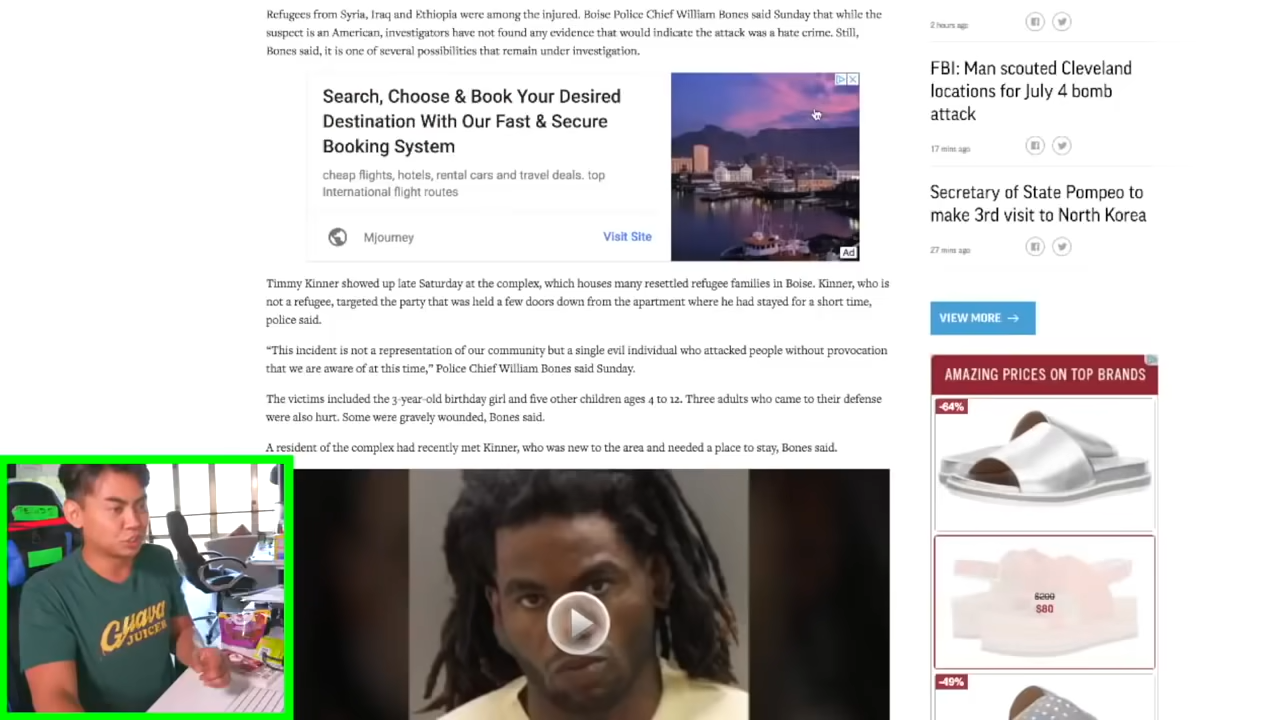 Refugees from Syria, Iraq and Ethiopia were among the injured. Boise Police Chief William Bones said Sunday that while the
suspect is an American, investigators have not found any evidence that would indicate the attack was a hate crime. Still,
Bones said, it is one of several possibilities that remain under investigation.
Search, Choose & Book Your Desired
Destination With Our Fast & Secure
Booking System
cheap flights, hotels, rental cars and travel deals. top
International flight routes
Mjourney
Visit Site
Ad
Timmy Kinner showed up late Saturday at the complex, which houses many resettled refugee families in Boise. Kinner, who is
not a refugee, targeted the party that was held a few doors down from the apartment where he had stayed for a short time,
police said.
“This incident is not a representation of our community but a single evil individual who attacked people without provocation
that we are aware of at this time,” Police Chief William Bones said Sunday.
The victims included the 3-year-old birthday girl and five other children ages 4 to 12. Three adults who came to their defense
were also hurt. Some were gravely wounded, Bones said.
A resident of the complex had recently met Kinner, who was new to the area and needed a place to stay, Bones said.
Guava
JUICE
2 hours ago
FBI: Man scouted Cleveland
locations for July 4 bomb
attack
17 mins ago
Secretary of State Pompeo to
make 3rd visit to North Korea
27 mins ago
VIEW MORE →
AMAZING PRICES ON TOP BRANDS
-64%
$200
$80
-49%